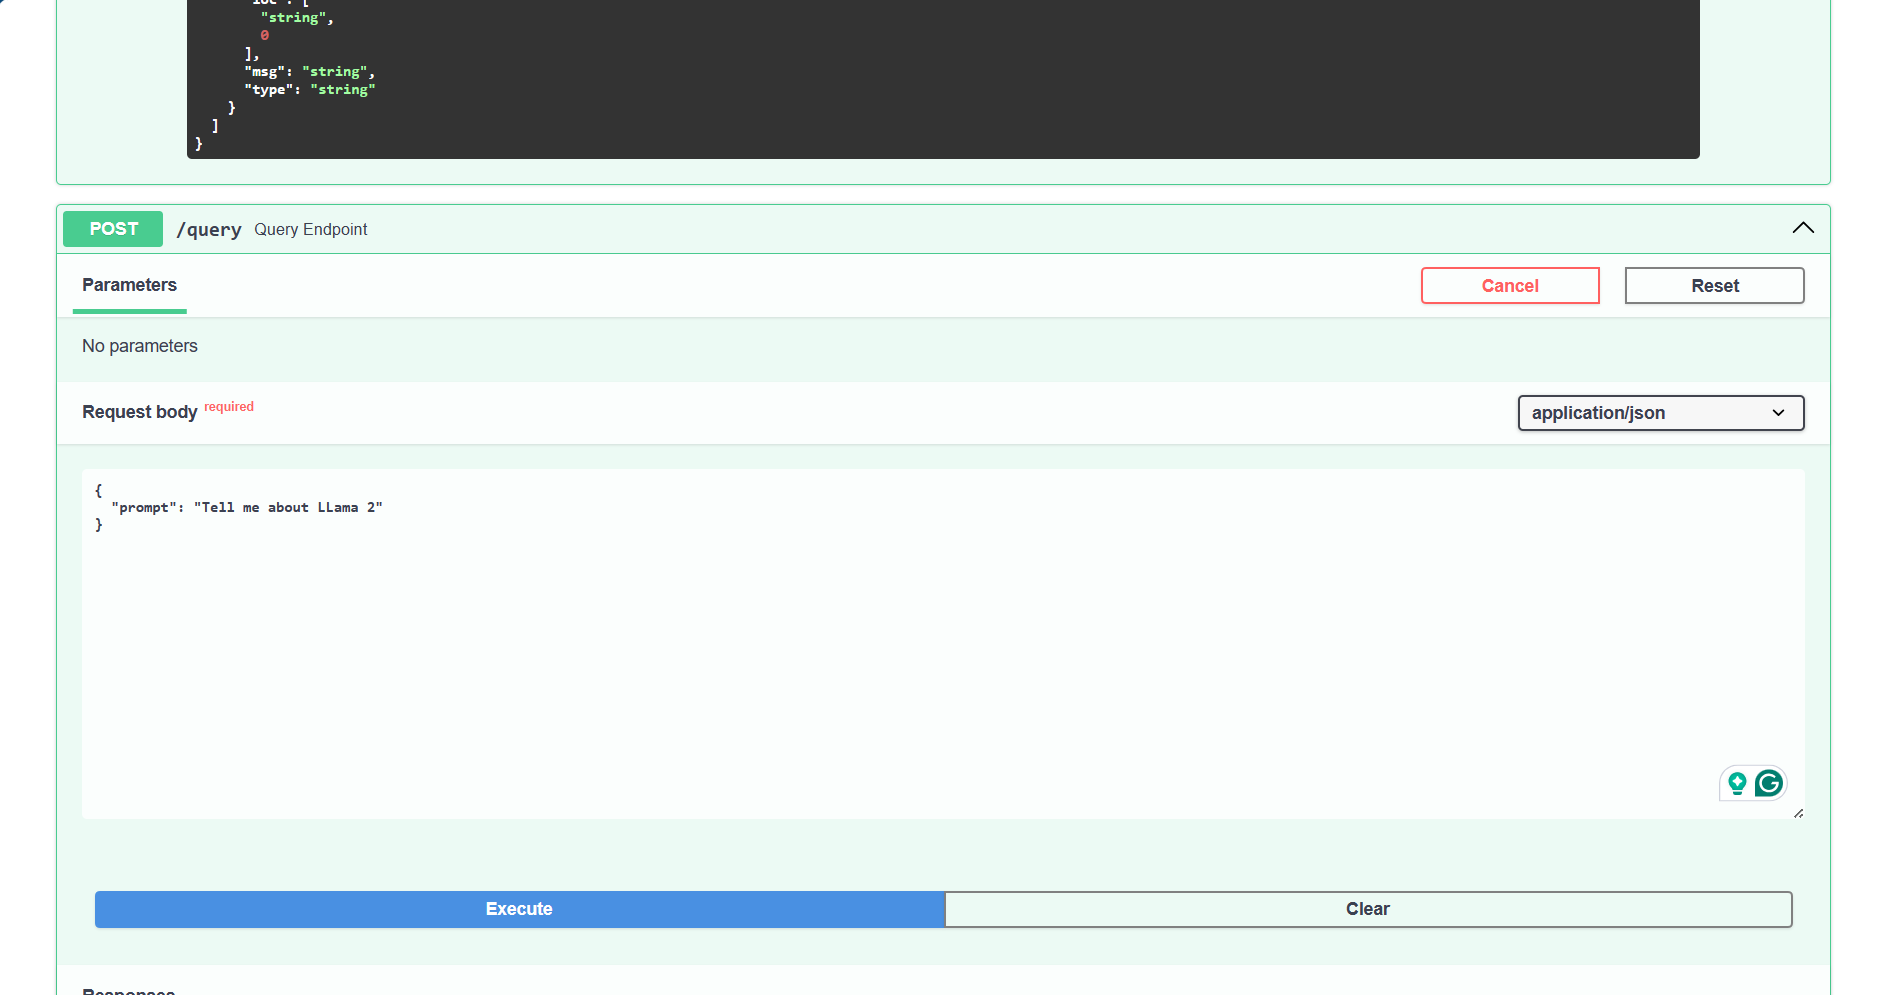 "loc": [
"string",
0
],
"msg": "string",
"type": "string"
}
]
}
POST /query Query Endpoint
Parameters
Cancel
Reset
No parameters
Request body required
application/json
{
"prompt": "Tell me about LLama 2"
}
Execute
Clear
Responses